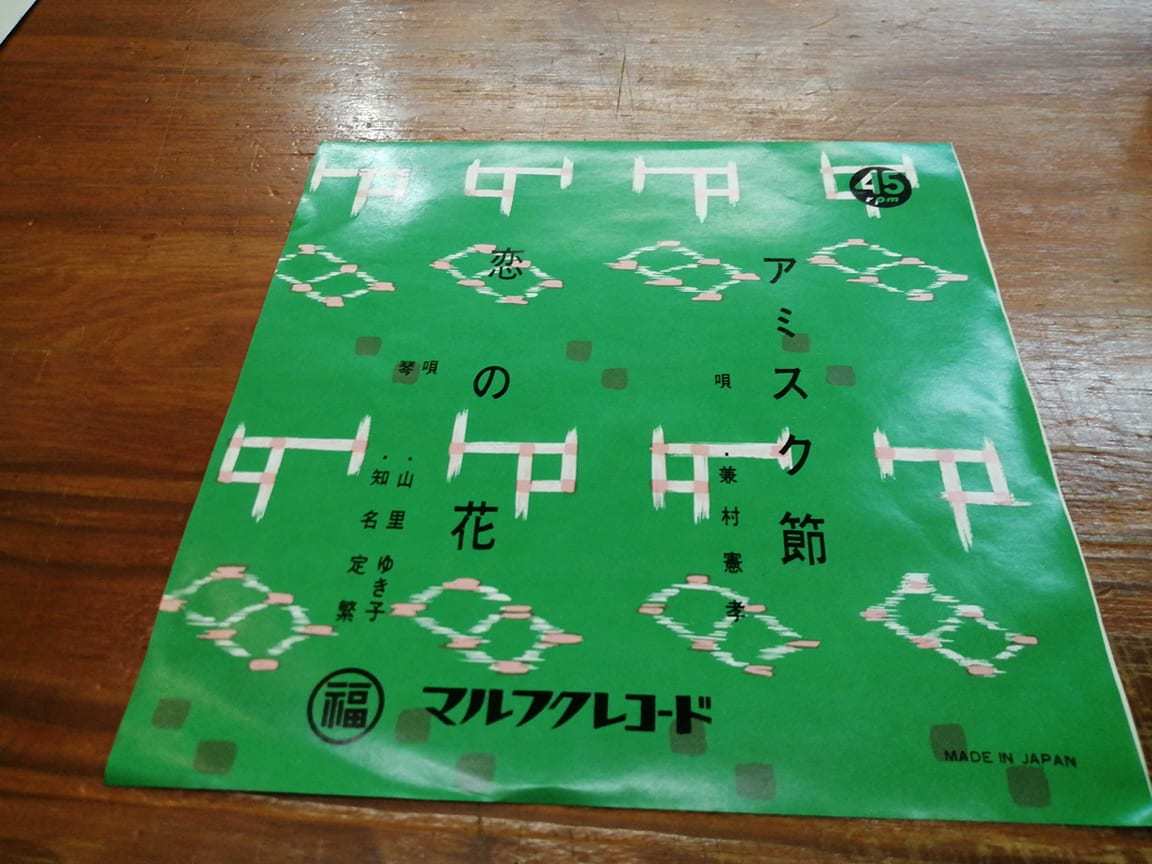 45
rpm
アミスク節
唄・兼村憲孝
恋の花
唄・山里ゆき子
琴・知名定繁
福
マルフクレコード
MADE IN JAPAN